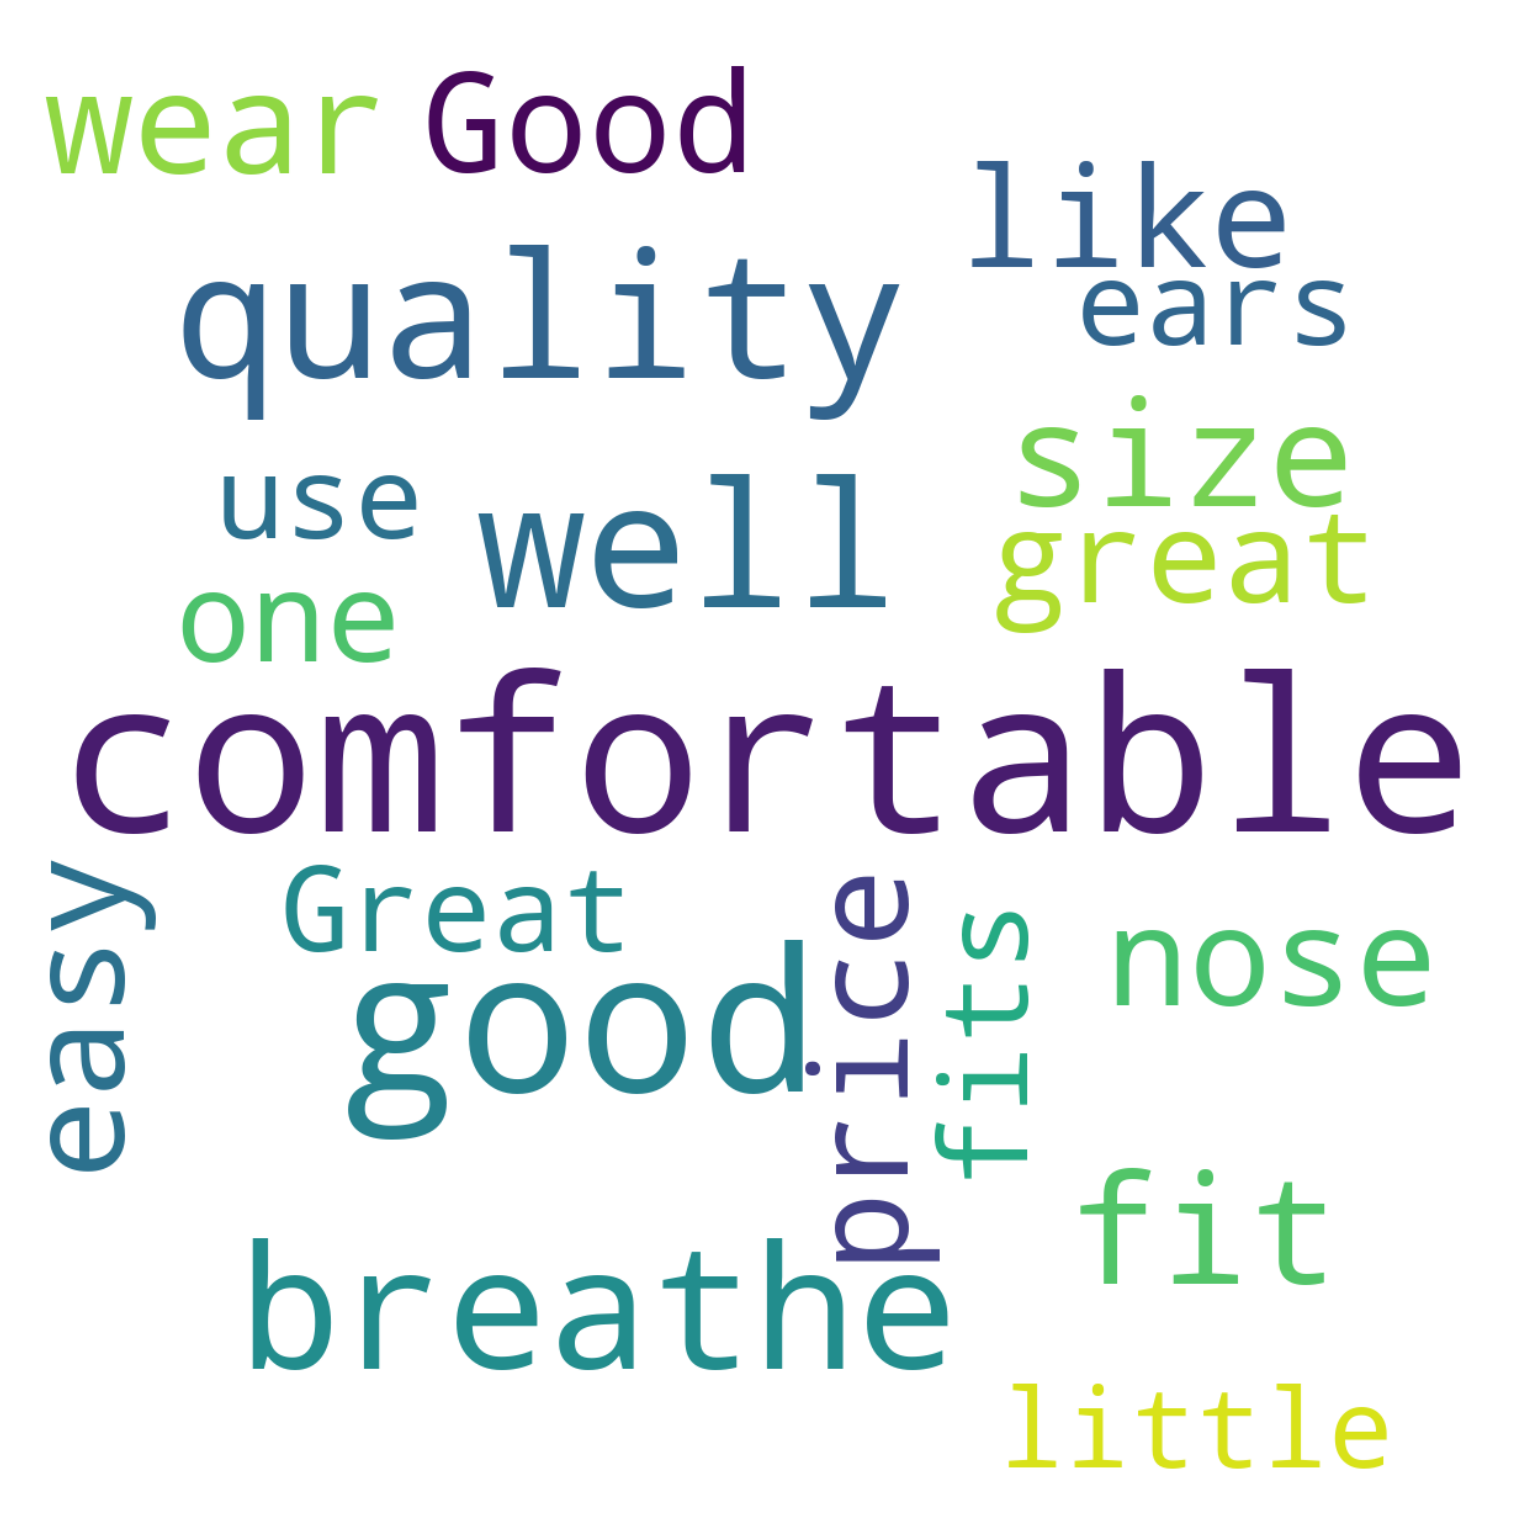 wear Good
like
quality
ears
size
use
well
great
one
comfortable
easy
Great
price
fits
nose
good
fit
breathe
little